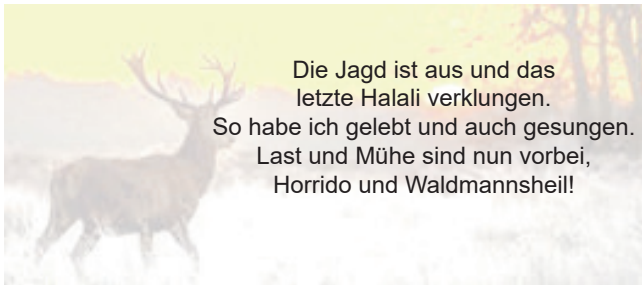 Die Jagd ist aus und das
letzte Halali verklungen.
So habe ich gelebt und auch gesungen.
Last und Mühe sind nun vorbei,
Horrido und Waldmannsheil!